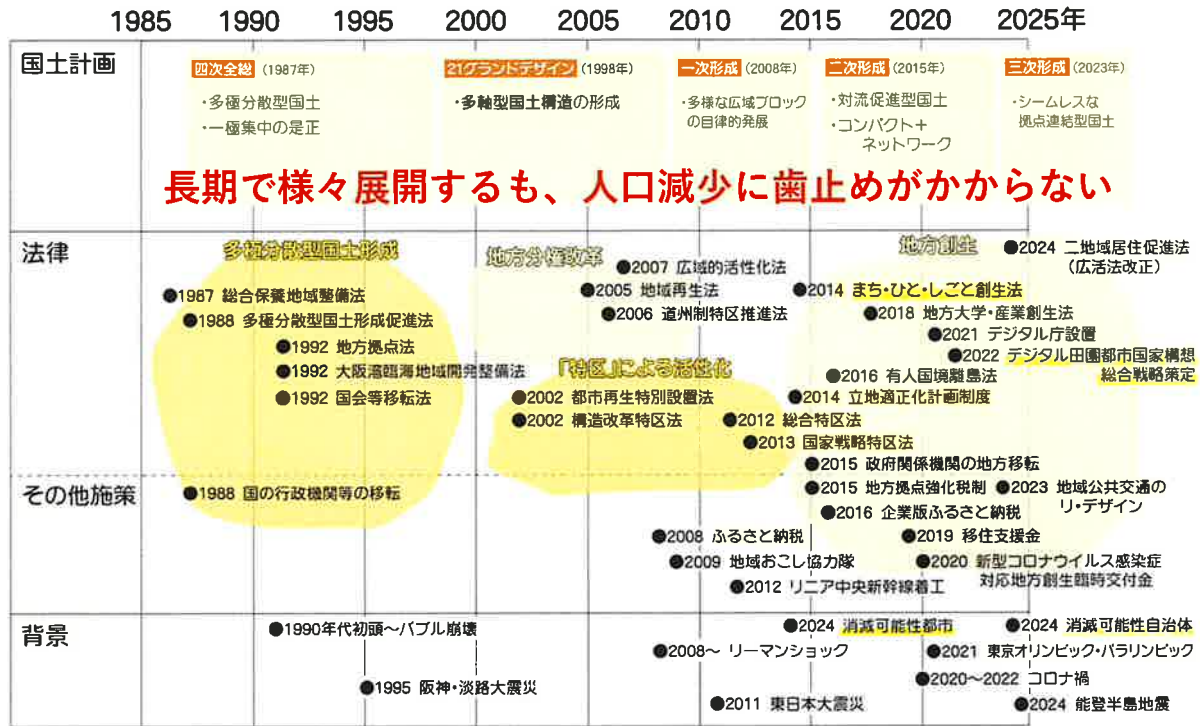 1985 1990 1995 2000 2005 2010 2015 2020 2025年
国土計画
四次全総（1987年）
・多極分散型国土
・一極集中の是正
21グランドデザイン（1998年）
・多軸型国土構造の形成
一次形成（2008年）
・多様な広域ブロック
の自律的発展
二次形成（2015年）
・対流促進型国土
・コンパクト＋
ネットワーク
三次形成（2023年）
・シームレスな
拠点連結型国土
長期で様々展開するも、人口減少に歯止めがかからない
法律
多極分散型国土形成
●1987 総合保養地域整備法
●1988 多極分散型国土形成促進法
●1992 地方拠点法
●1992 大阪湾臨海地域開発整備法
●1992 国会等移転法
地方分権改革
●2007 広域的活性化法
●2005 地域再生法
●2006 道州制特区推進法
「特区」による活性化
●2002 都市再生特別設置法
●2002 構造改革特区法
●2012 総合特区法
●2013 国家戦略特区法
地方創生
●2024 二地域居住促進法
（広活法改正）
●2014 まち・ひと・しごと創生法
●2018 地方大学・産業創生法
●2021 デジタル庁設置
●2022 デジタル田園都市国家構想
総合戦略策定
●2016 有人国境離島法
●2014 立地適正化計画制度
●2015 政府関係機関の地方移転
その他施策
●1988 国の行政機関等の移転
●2015 地方拠点強化税制
●2023 地域公共交通の
リ・デザイン
●2016 企業版ふるさと納税
●2008 ふるさと納税
●2019 移住支援金
●2009 地域おこし協力隊
●2020 新型コロナウイルス感染症
対応地方創生臨時交付金
●2012 リニア中央新幹線着工
背景
●1990年代初頭～バブル崩壊
●2024 消滅可能性都市
●2024 消滅可能性自治体
●2008～ リーマンショック
●2021 東京オリンピック・パラリンピック
●2020～2022 コロナ禍
●1995 阪神・淡路大震災
●2011 東日本大震災
●2024 能登半島地震